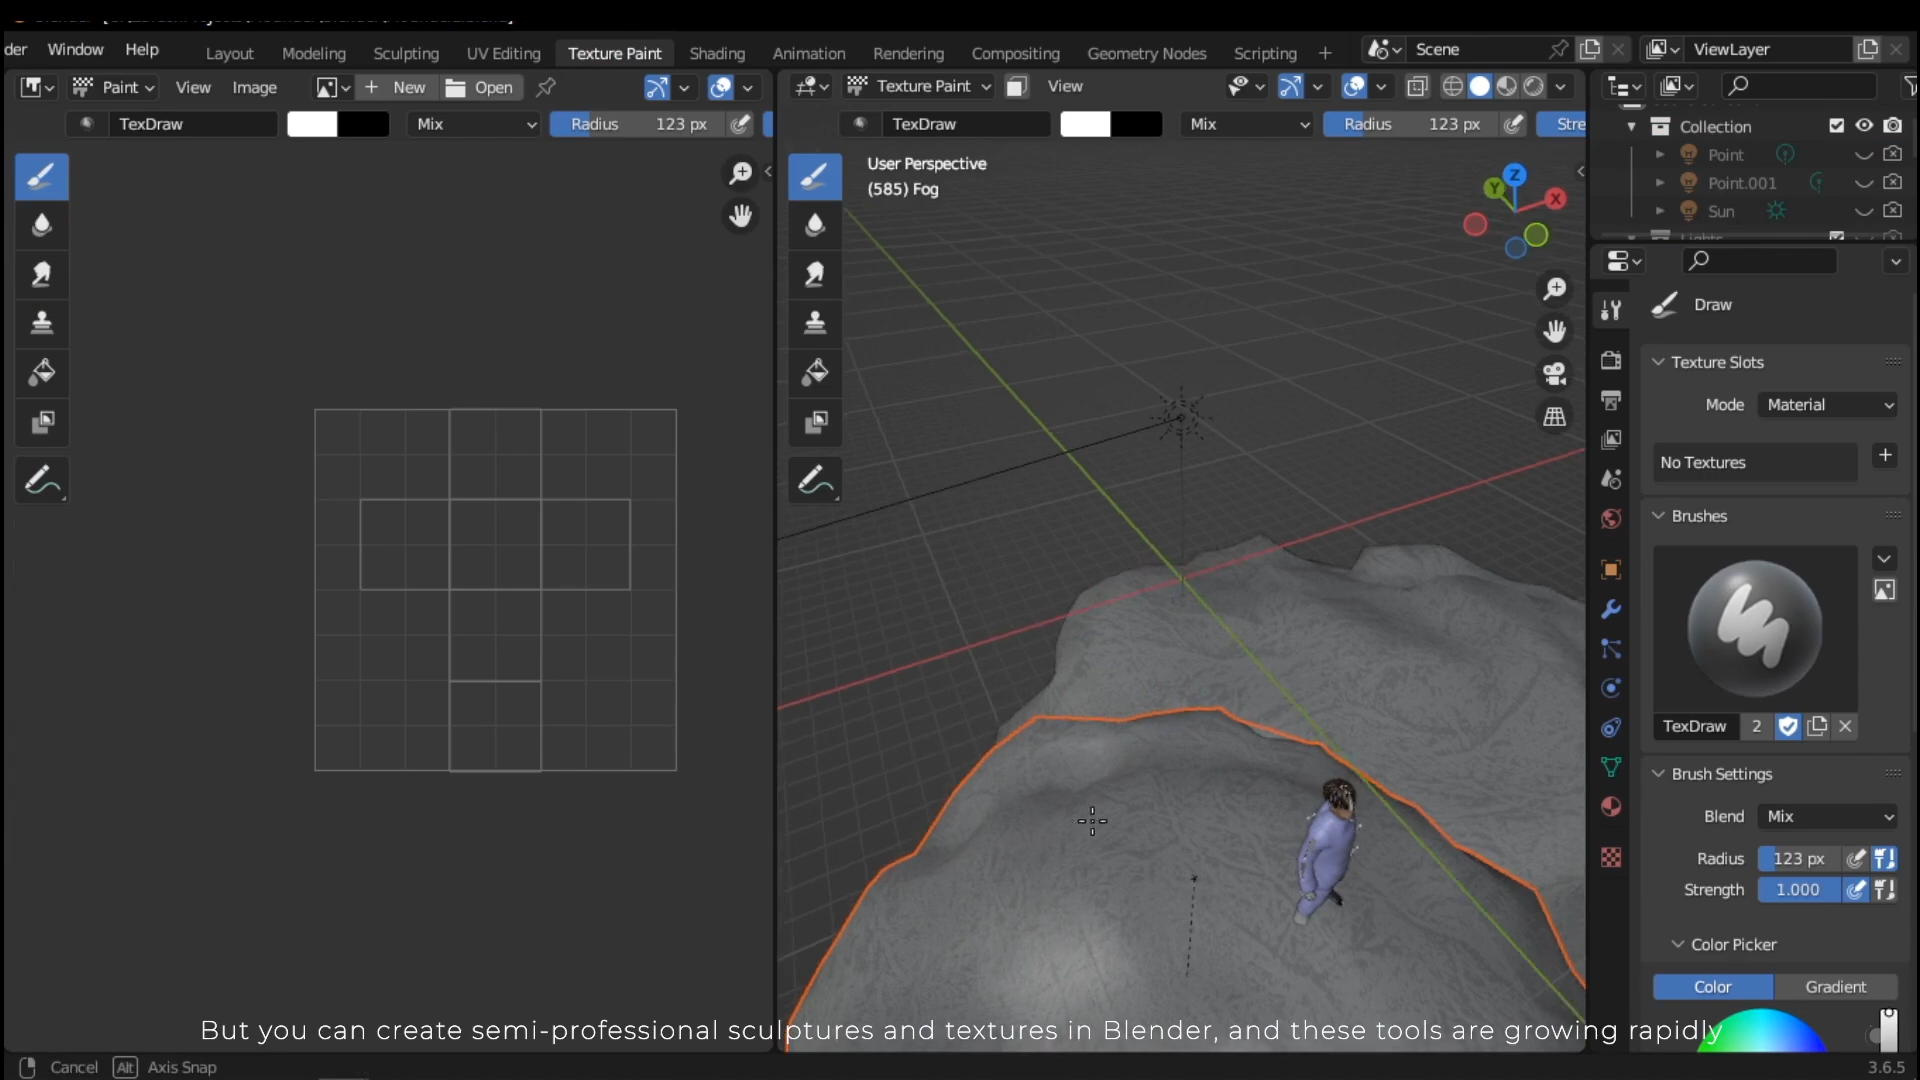 der Window Help Layout Modeling Sculpting UV Editing Texture Paint Shading Animation Rendering Compositing Geometry Nodes Scripting + Scene ViewLayer
Paint View Image + New Open Texture Paint View
TexDraw Mix Radius 123 px TexDraw Mix Radius 123 px Stre
Collection
Point
Point.001
Sun
User Perspective
(585) Fog
Z
Y
X
Draw
Texture Slots
Mode Material
No Textures +
Brushes
TexDraw 2
Brush Settings
Blend Mix
Radius 123 px
Strength 1.000
Color Picker
Color Gradient
But you can create semi-professional sculptures and textures in Blender, and these tools are growing rapidly
Cancel Alt Axis Snap 3.6.5